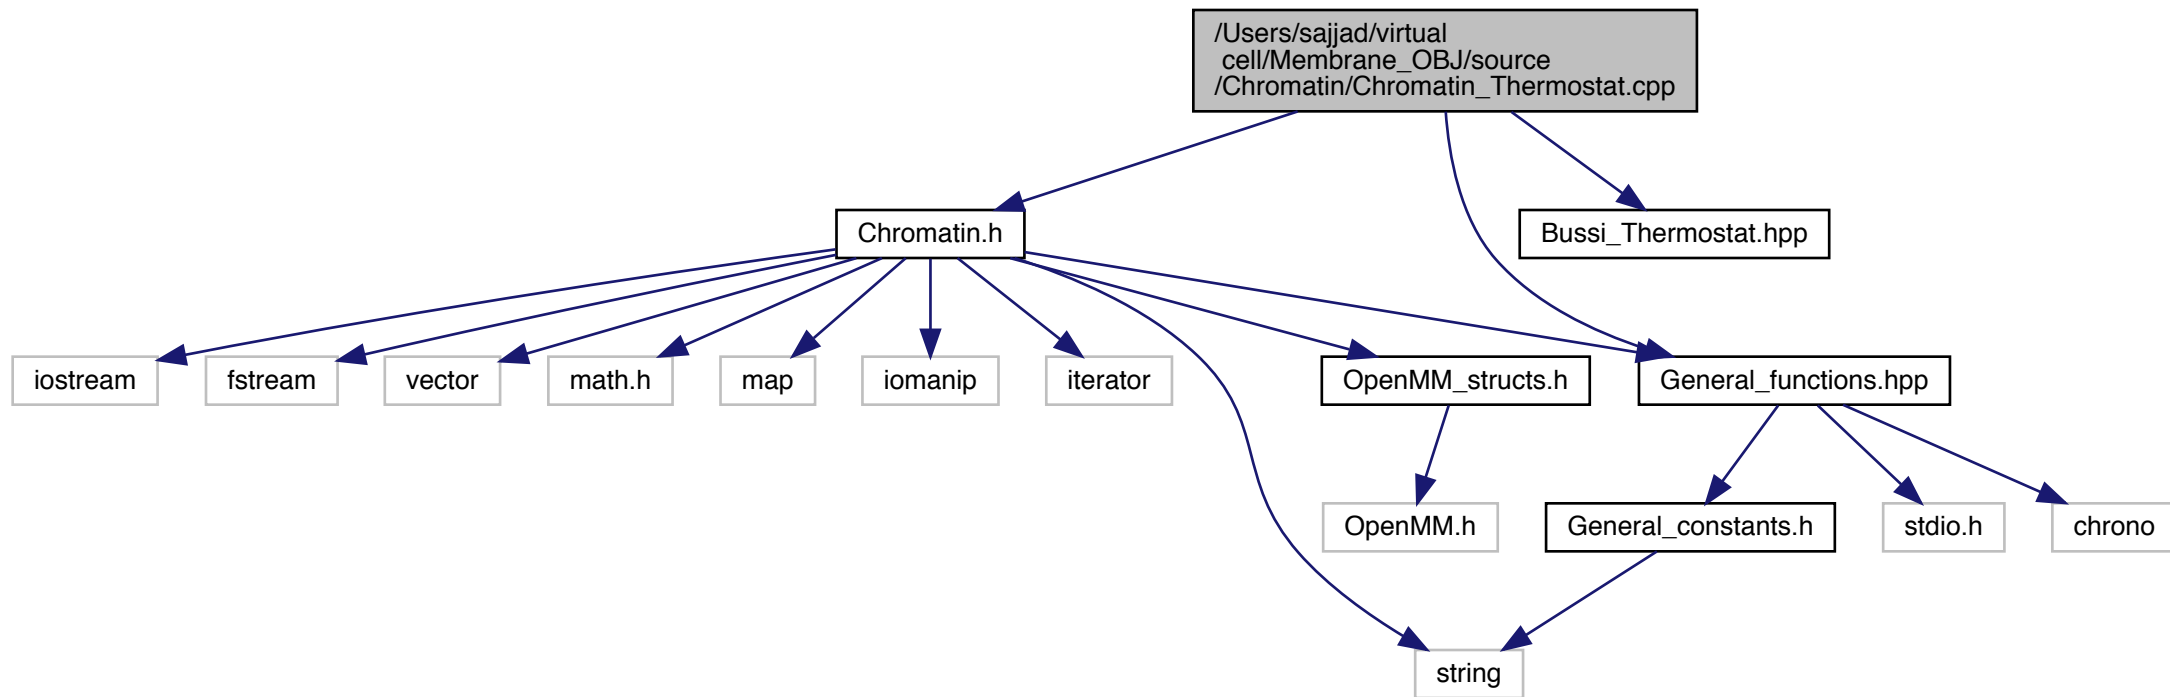 /Users/sajjad/virtual
cell/Membrane_OBJ/source
/Chromatin/Chromatin_Thermostat.cpp
Chromatin.h
Bussi_Thermostat.hpp
iostream
fstream
vector
math.h
map
iomanip
iterator
OpenMM_structs.h
General_functions.hpp
OpenMM.h
General_constants.h
stdio.h
chrono
string